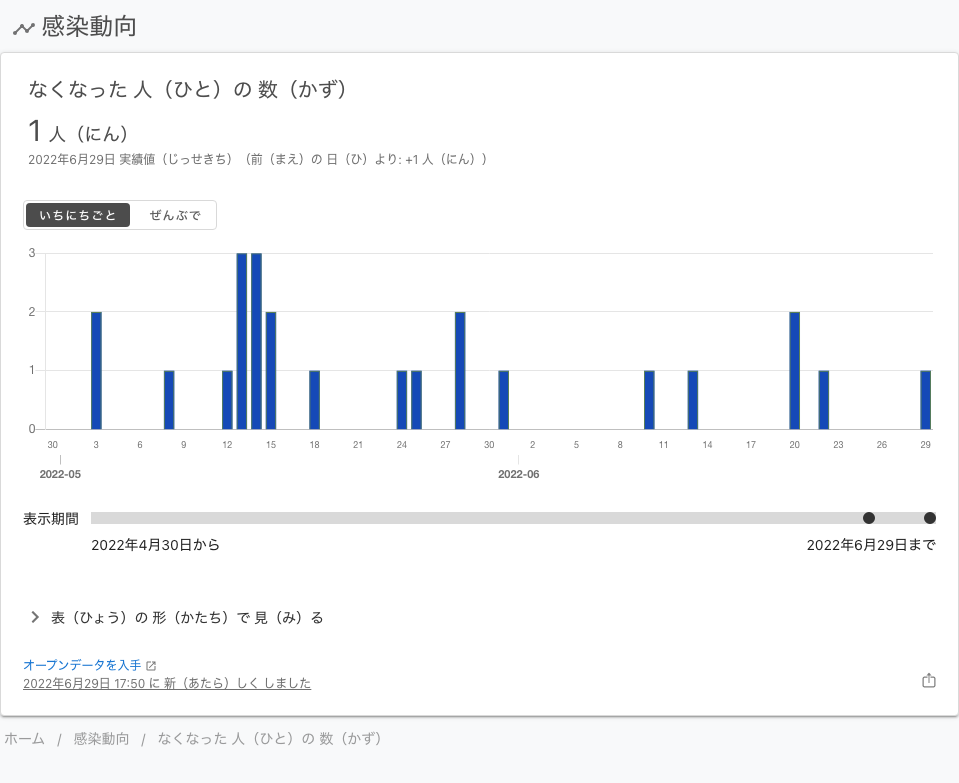 感染動向
なくなった 人（ひと）の 数（かず）
1 人（にん）
2022年6月29日 実績値（じっせきち）（前（まえ）の 日（ひ）より: +1 人（にん））
いちにちごと ぜんぶで
3
2
1
0
30 3 6 9 12 15 18 21 24 27 30 2 5 8 11 14 17 20 23 26 29
2022-05 2022-06
表示期間
2022年4月30日から 2022年6月29日まで
表（ひょう）の 形（かたち）で 見（み）る
オープンデータを入手
2022年6月29日 17:50 に 新（あたら）しく しました
ホーム / 感染動向 / なくなった 人（ひと）の 数（かず）